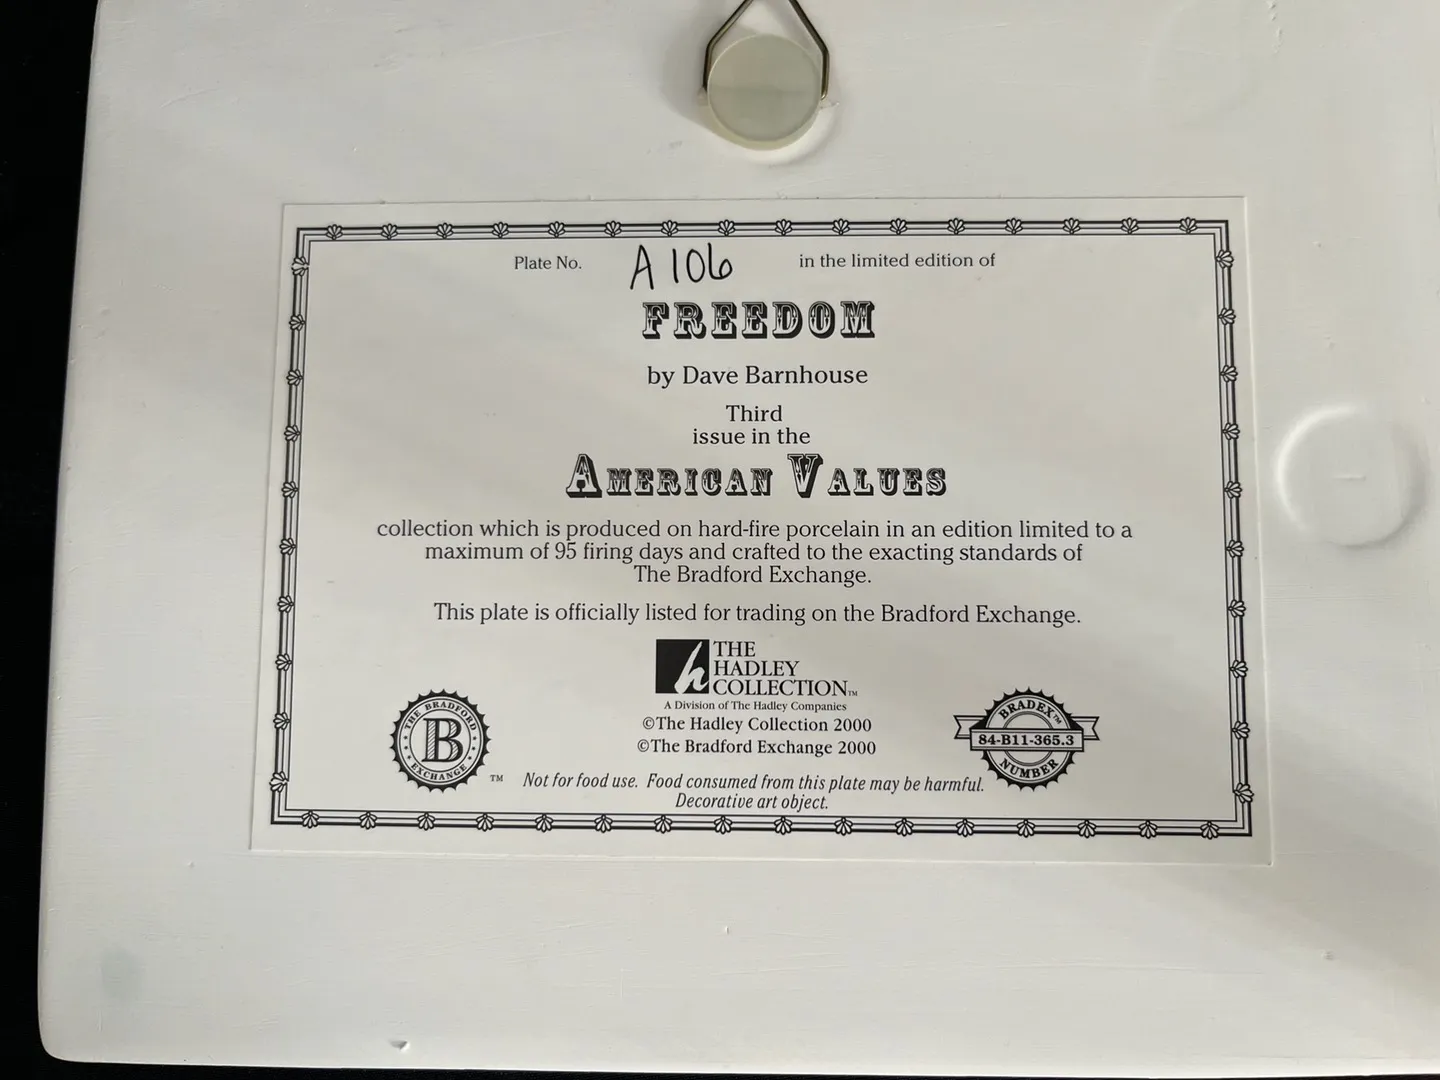 Plate No. A 106 in the limited edition of
FREEDOM
by Dave Barnhouse
Third
issue in the
AMERICAN VALUES
collection which is produced on hard-fire porcelain in an edition limited to a
maximum of 95 firing days and crafted to the exacting standards of
The Bradford Exchange.
This plate is officially listed for trading on the Bradford Exchange.
h THE
HADLEY
COLLECTION™
A Division of The Hadley Companies
©The Hadley Collection 2000
©The Bradford Exchange 2000
THE BRADFORD
B
EXCHANGE
™
BRADEX™
84-B11-365.3
NUMBER
Not for food use. Food consumed from this plate may be harmful.
Decorative art object.